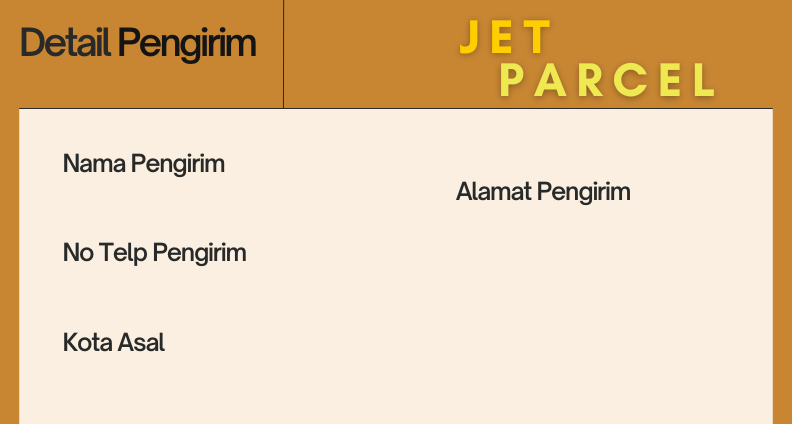 Detail Pengirim
JET
PARCEL
Nama Pengirim
Alamat Pengirim
No Telp Pengirim
Kota Asal